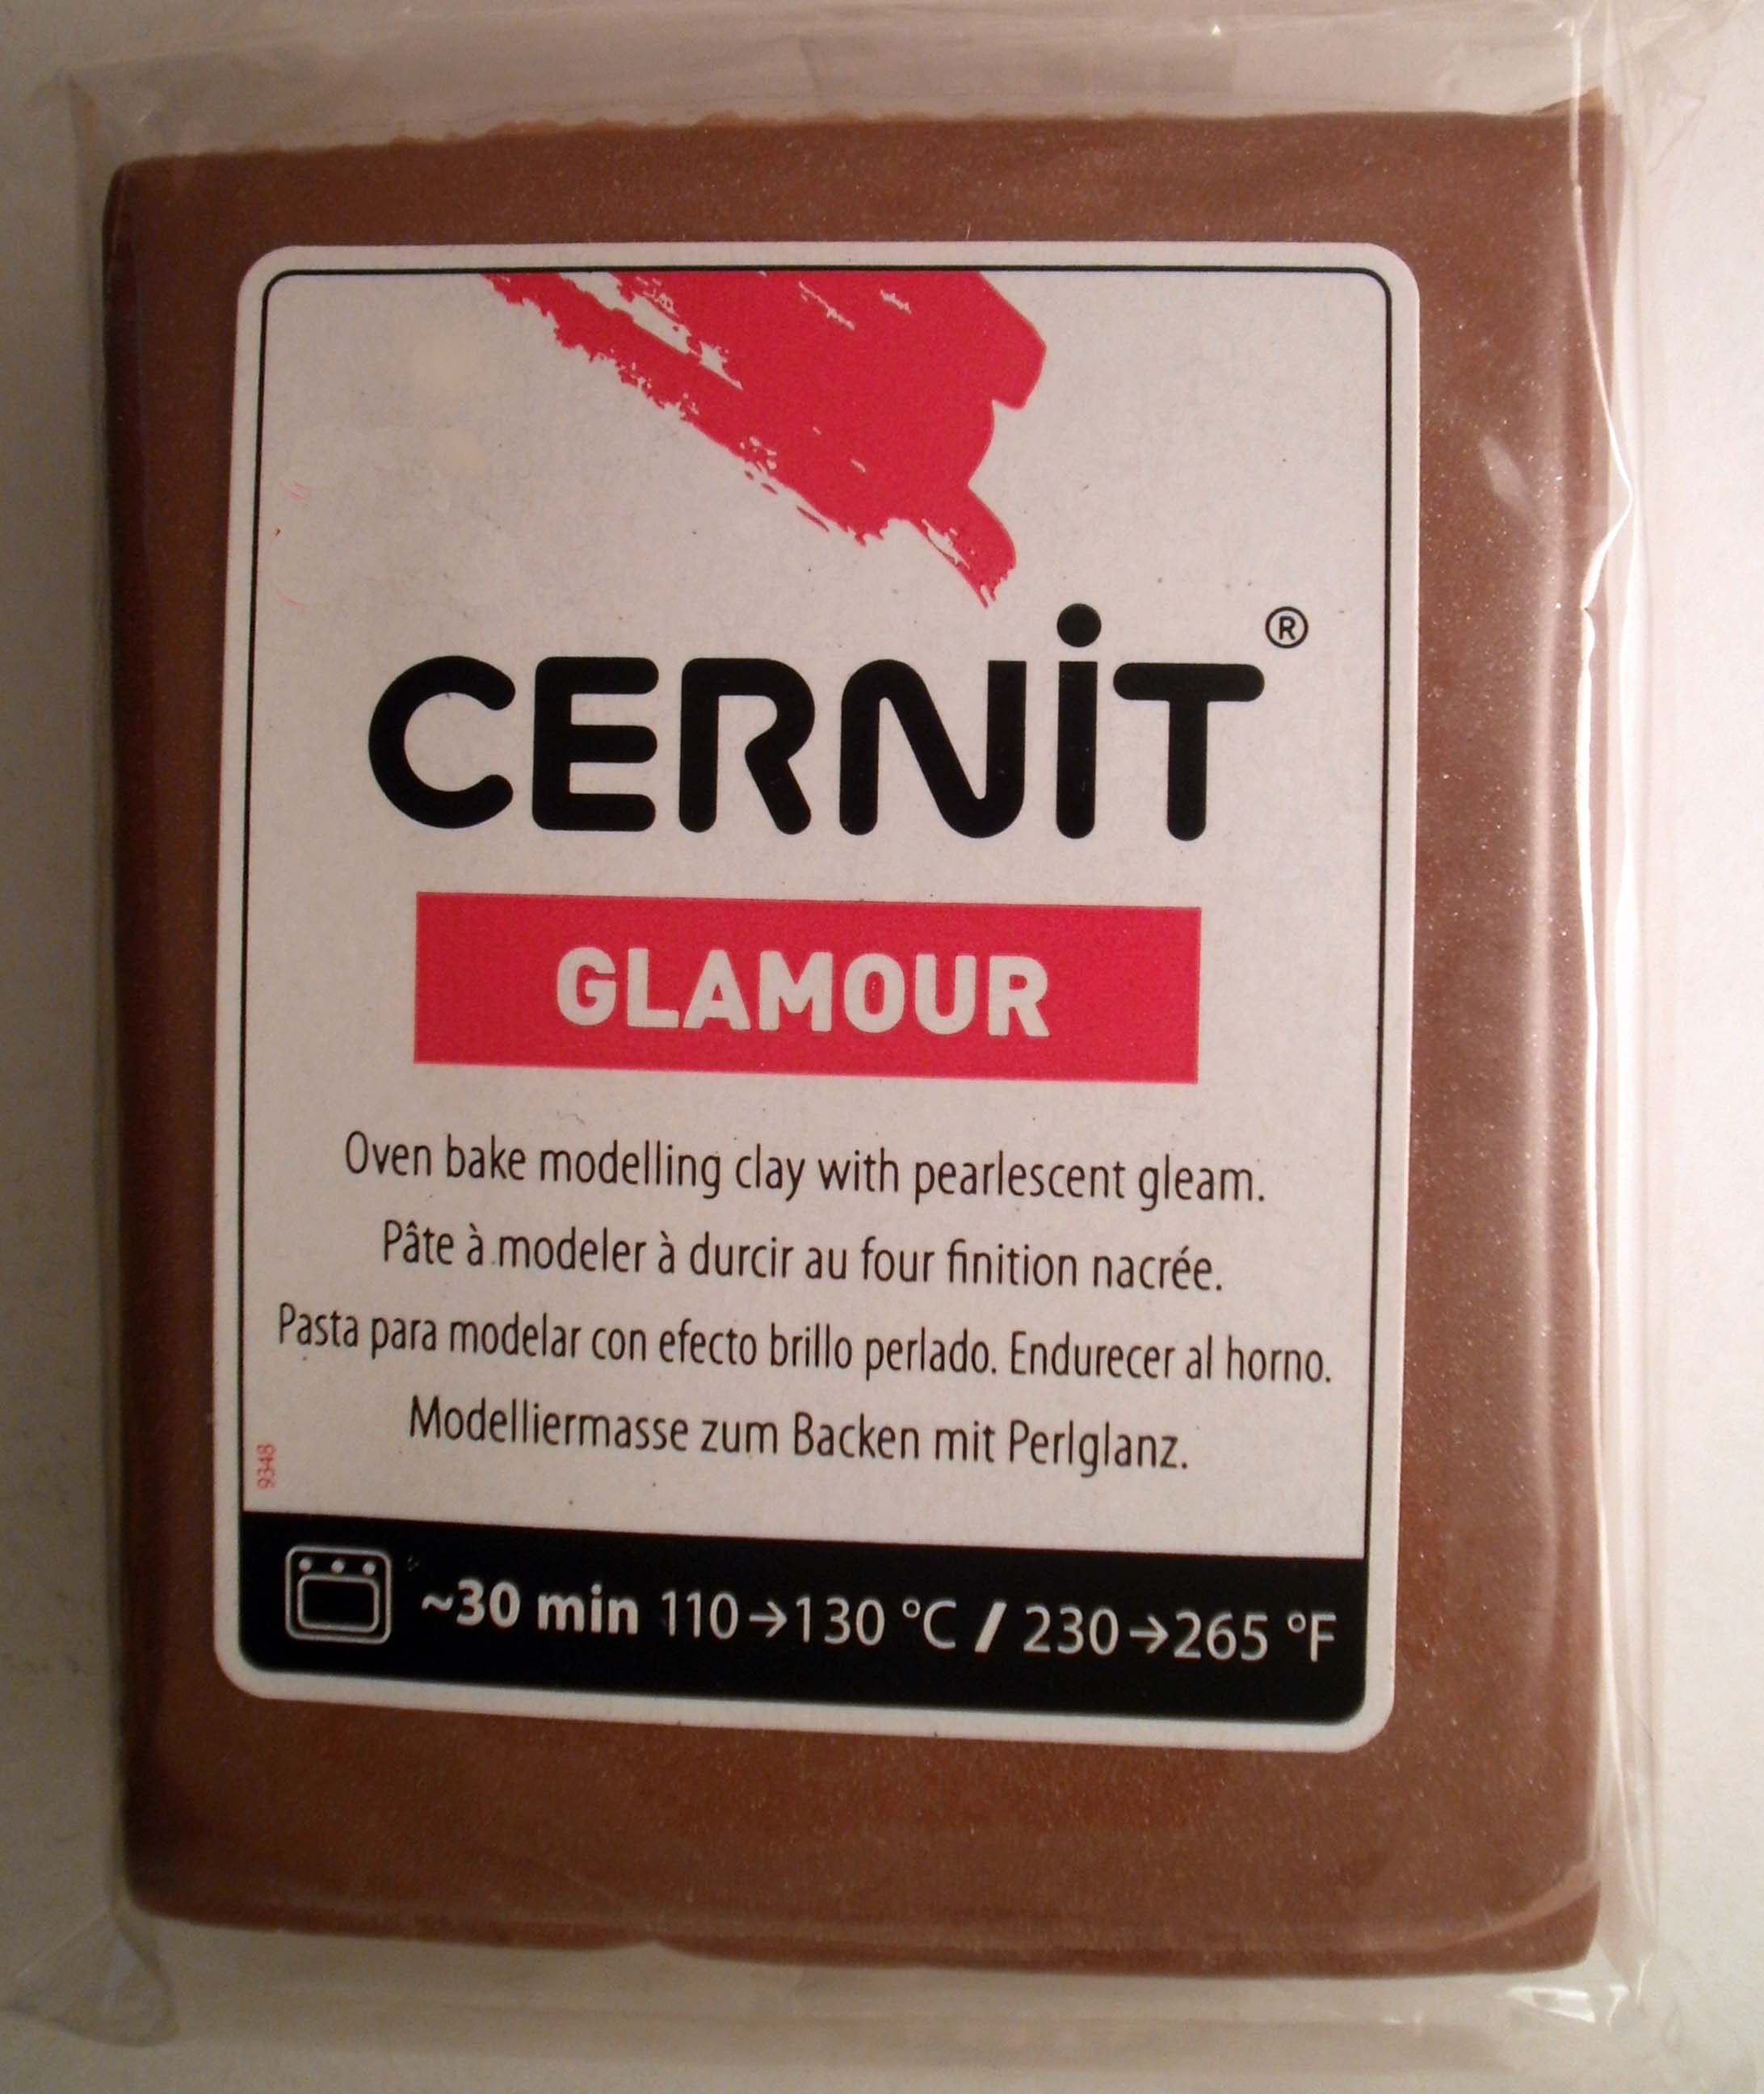 CERNiT®
GLAMOUR
Oven bake modelling clay with pearlescent gleam.
Pâte à modeler à durcir au four finition nacrée.
Pasta para modelar con efecto brillo perlado. Endurecer al horno.
Modelliermasse zum Backen mit Perlglanz.
9348
~30 min 110→130 °C / 230→265 °F